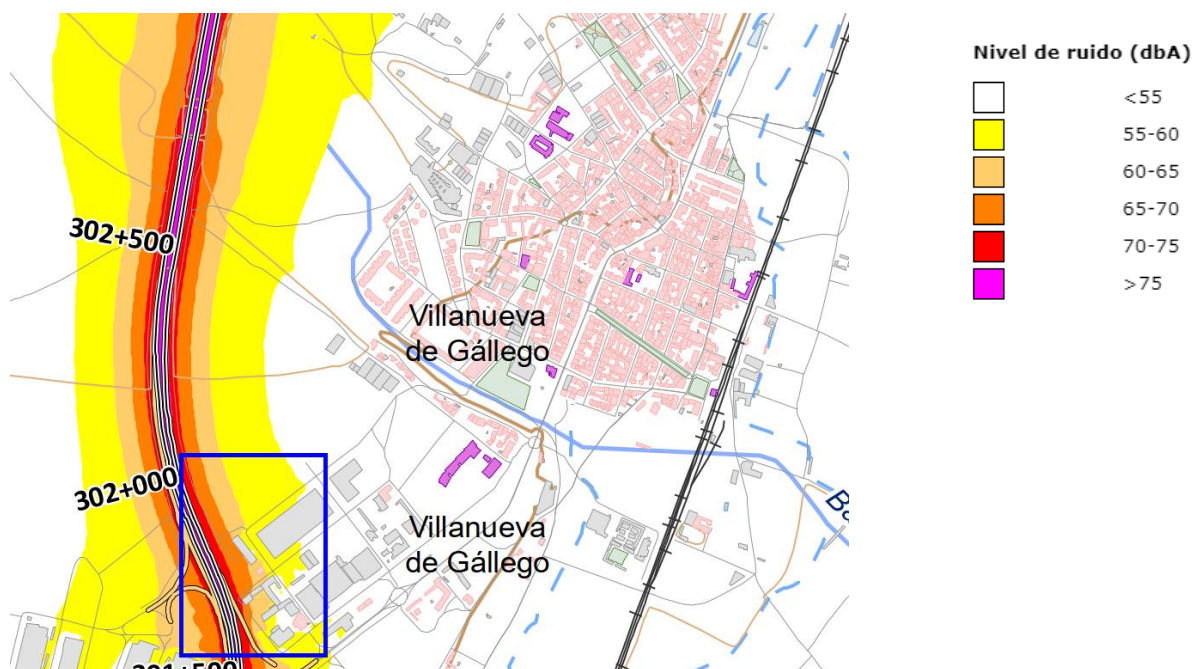 Nivel de ruido (dbA)
<55
55-60
60-65
65-70
70-75
>75
302+500
Villanueva
de Gállego
302+000
Villanueva
de Gállego